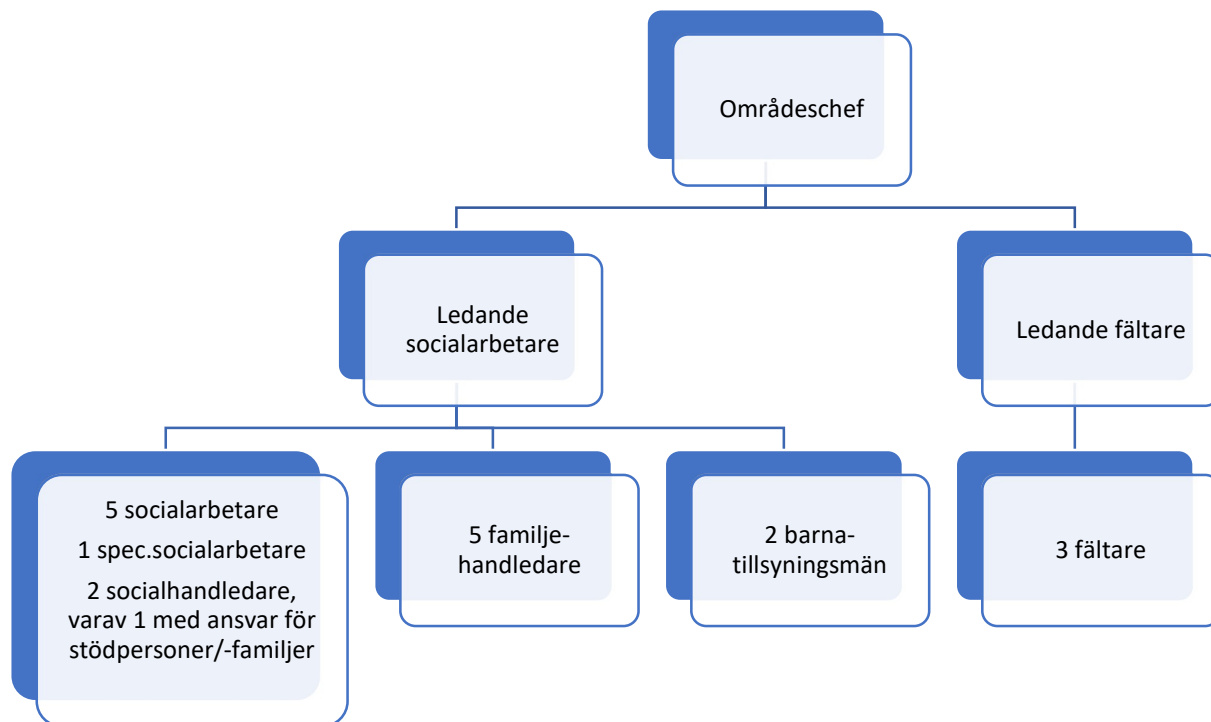 Områdeschef
Ledande
socialarbetare
Ledande fältare
5 socialarbetare
1 spec.socialarbetare
2 socialhandledare,
varav 1 med ansvar för
stödpersoner/-familjer
5 familje-
handledare
2 barna-
tillsyningsmän
3 fältare